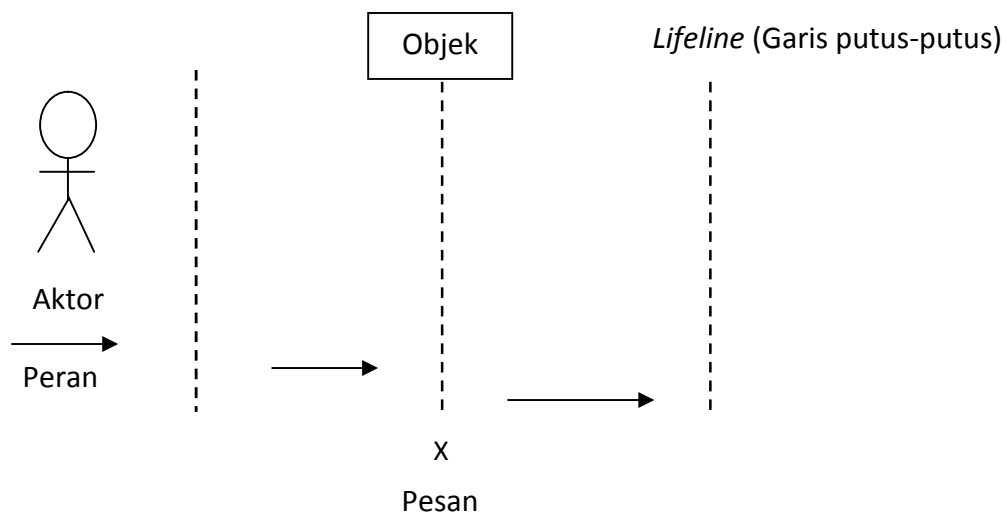 Objek
Lifeline (Garis putus-putus)
Aktor
Peran
X
Pesan